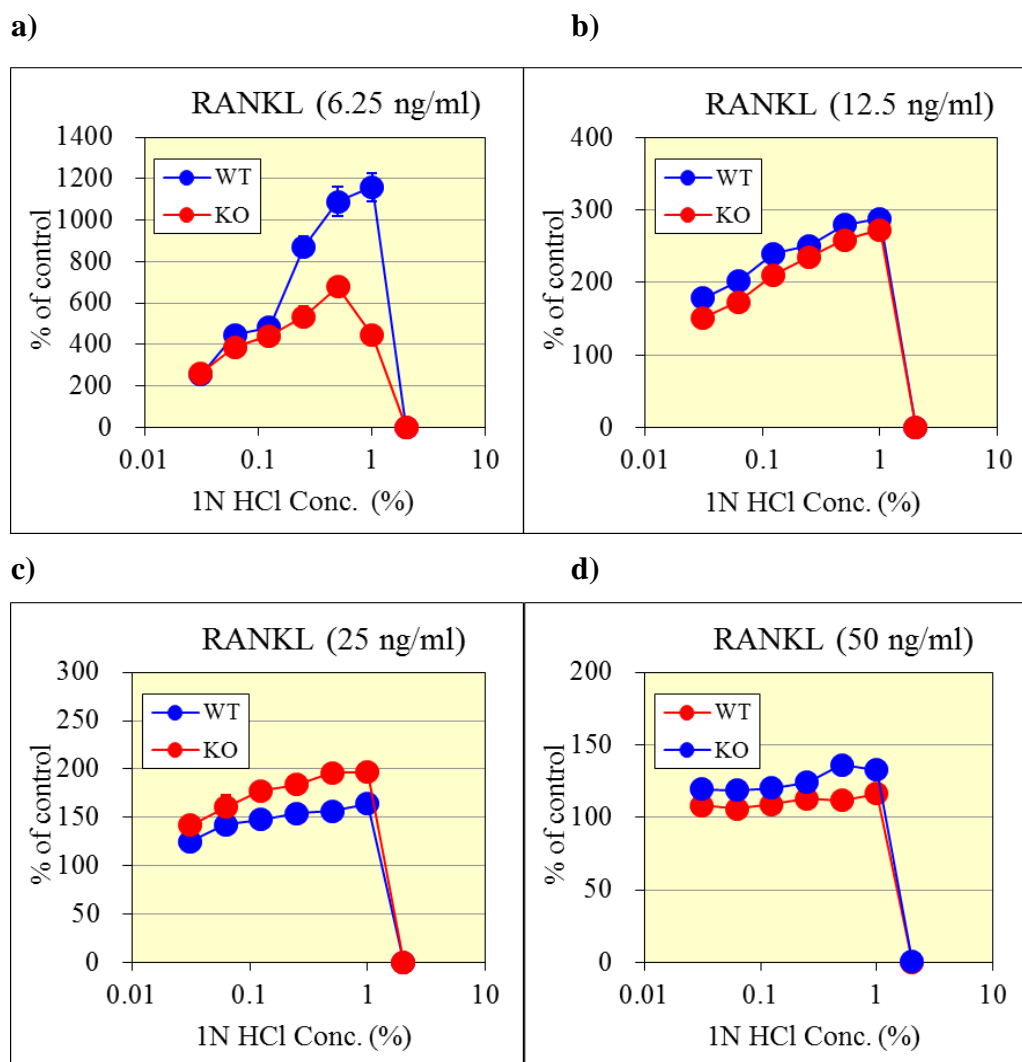 a)
b)
RANKL (6.25 ng/ml)
1400
1200
1000
800
600
400
200
0
% of control
WT
KO
0.01
0.1
1
10
1N HCl Conc. (%)
RANKL (12.5 ng/ml)
400
300
200
100
0
% of control
WT
KO
0.01
0.1
1
10
1N HCl Conc. (%)
c)
d)
RANKL (25 ng/ml)
300
250
200
150
100
50
0
% of control
WT
KO
0.01
0.1
1
10
1N HCl Conc. (%)
RANKL (50 ng/ml)
200
150
100
50
0
% of control
WT
KO
0.01
0.1
1
10
1N HCl Conc. (%)